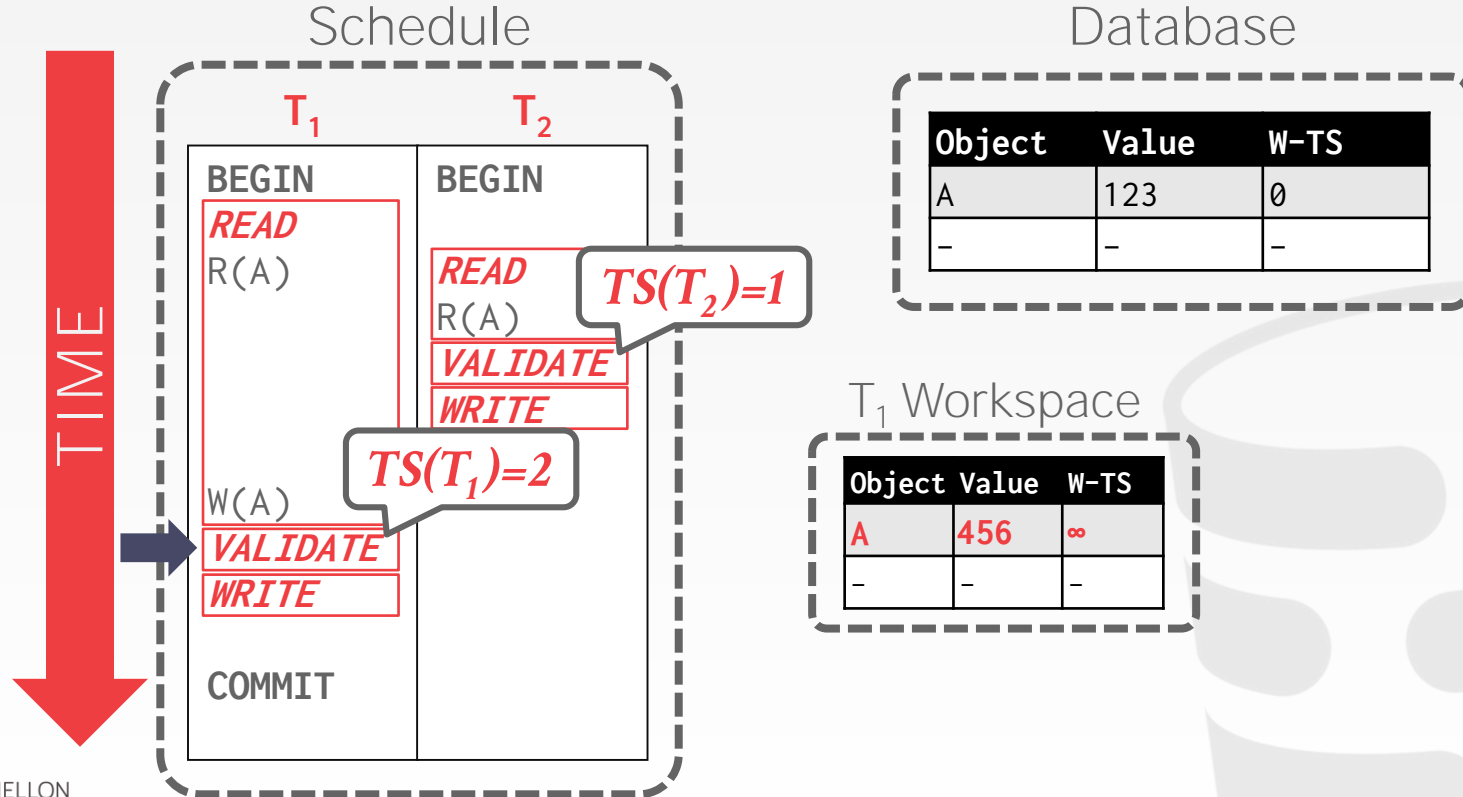 Schedule
T₁ T₂
BEGIN BEGIN
READ
R(A) READ
R(A)
VALIDATE
WRITE
W(A)
VALIDATE
WRITE
COMMIT
TS(T₂)=1
TS(T₁)=2
TIME
Database
Object Value W-TS
A 123 0
- - -
T₁ Workspace
Object Value W-TS
A 456 ∞
- - -